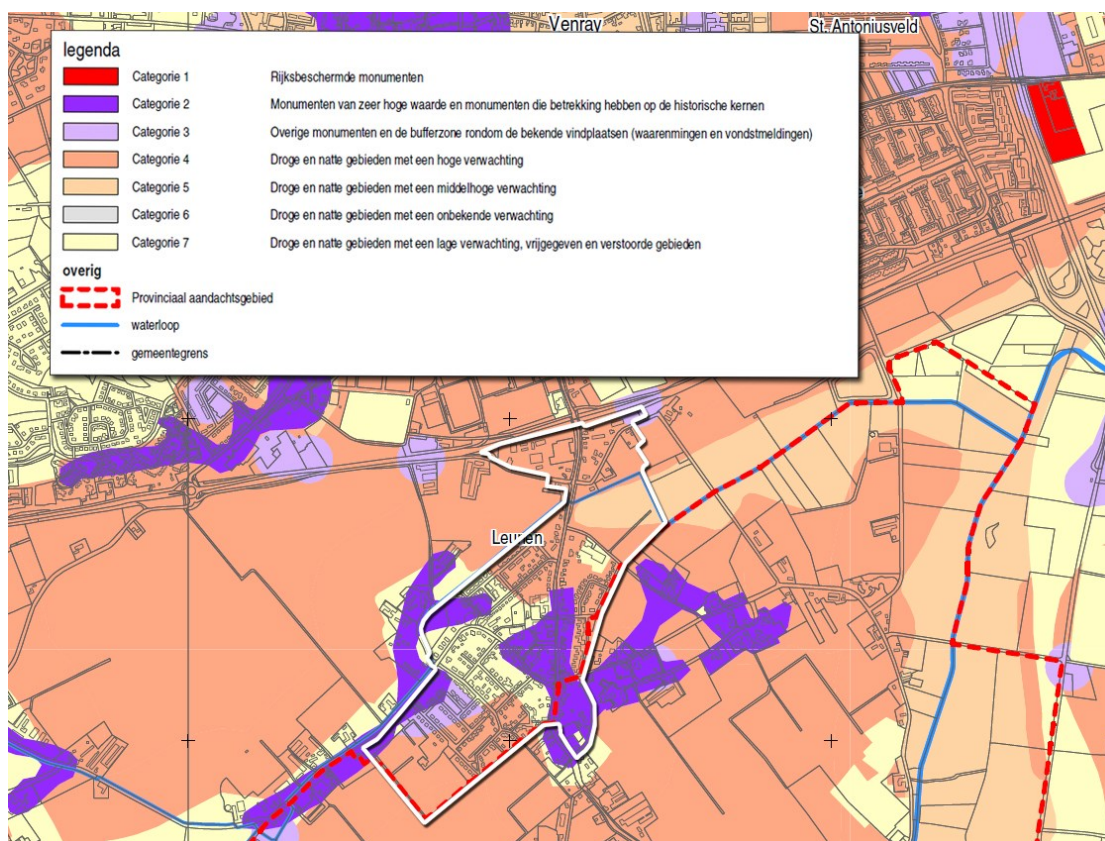 Venray
St. Antoniusveld
legenda
Categorie 1 Rijksbeschermde monumenten
Categorie 2 Monumenten van zeer hoge waarde en monumenten die betrekking hebben op de historische kernen
Categorie 3 Overige monumenten en de bufferzone rondom de bekende vindplaatsen (waarenmingen en vondstmeldingen)
Categorie 4 Droge en natte gebieden met een hoge verwachting
Categorie 5 Droge en natte gebieden met een middelhoge verwachting
Categorie 6 Droge en natte gebieden met een onbekende verwachting
Categorie 7 Droge en natte gebieden met een lage verwachting, vrijgegeven en verstoorde gebieden
overig
Provinciaal aandachtsgebied
waterloop
gemeentegrens
Leunen